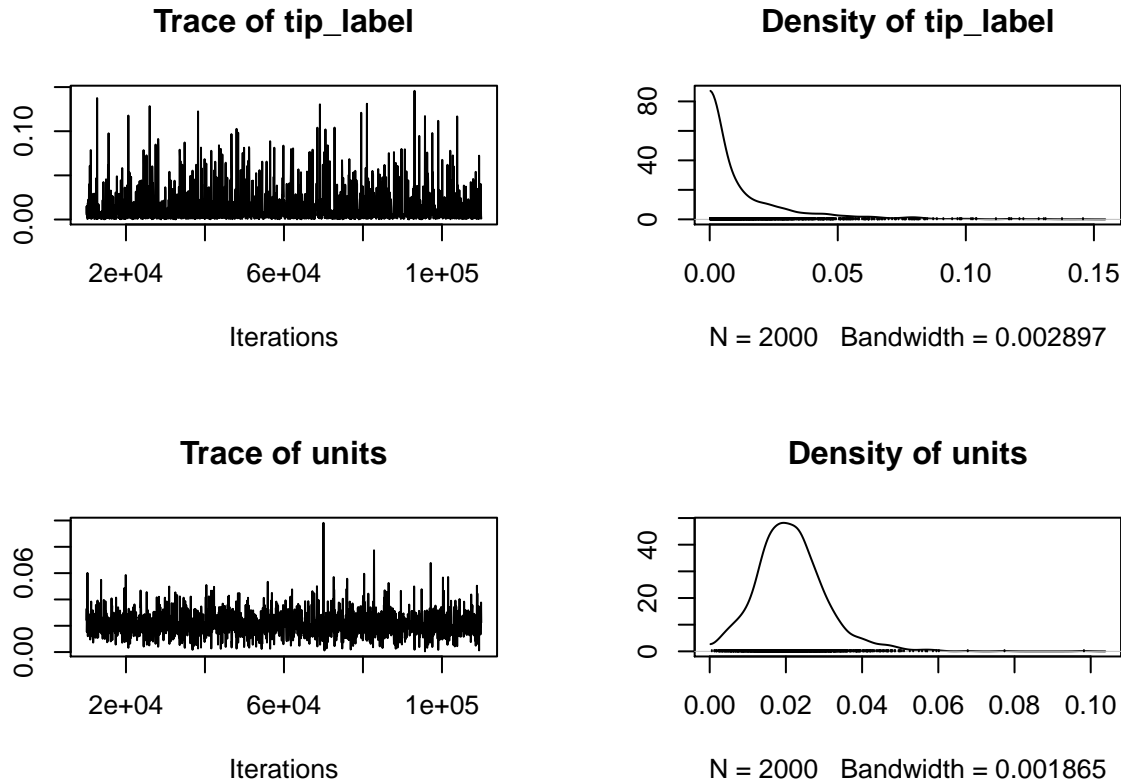 Trace of tip_label
0.10
0.00
2e+04 6e+04 1e+05
Iterations
Density of tip_label
80
40
0
0.00 0.05 0.10 0.15
N = 2000 Bandwidth = 0.002897
Trace of units
0.06
0.00
2e+04 6e+04 1e+05
Iterations
Density of units
40
20
0
0.00 0.02 0.04 0.06 0.08 0.10
N = 2000 Bandwidth = 0.001865